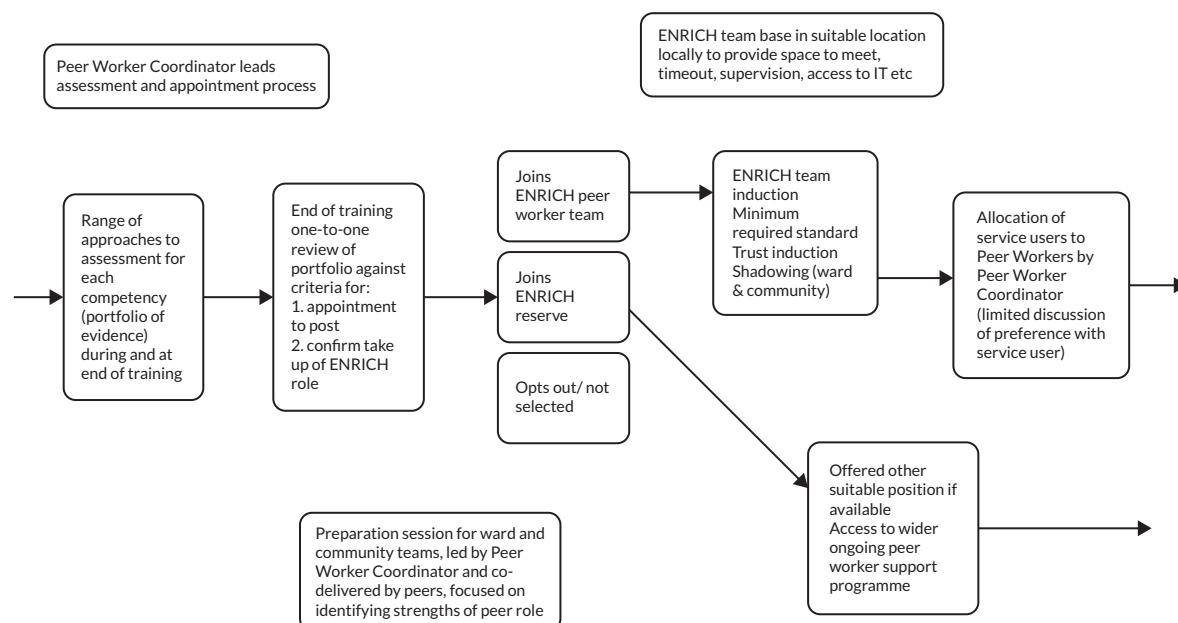 Peer Worker Coordinator leads
assessment and appointment process
ENRICH team base in suitable location
locally to provide space to meet,
timeout, supervision, access to IT etc
Range of
approaches to
assessment for
each
competency
(portfolio of
evidence)
during and at
end of training
End of training
one-to-one
review of
portfolio against
criteria for:
1. appointment
to post
2. confirm take
up of ENRICH
role
Joins
ENRICH peer
worker team
Joins
ENRICH
reserve
Opts out/ not
selected
ENRICH team
induction
Minimum
required standard
Trust induction
Shadowing (ward
& community)
Allocation of
service users to
Peer Workers by
Peer Worker
Coordinator
(limited discussion
of preference with
service user)
Offered other
suitable position if
available
Access to wider
ongoing peer
worker support
programme
Preparation session for ward and
community teams, led by Peer
Worker Coordinator and co-
delivered by peers, focused on
identifying strengths of peer role